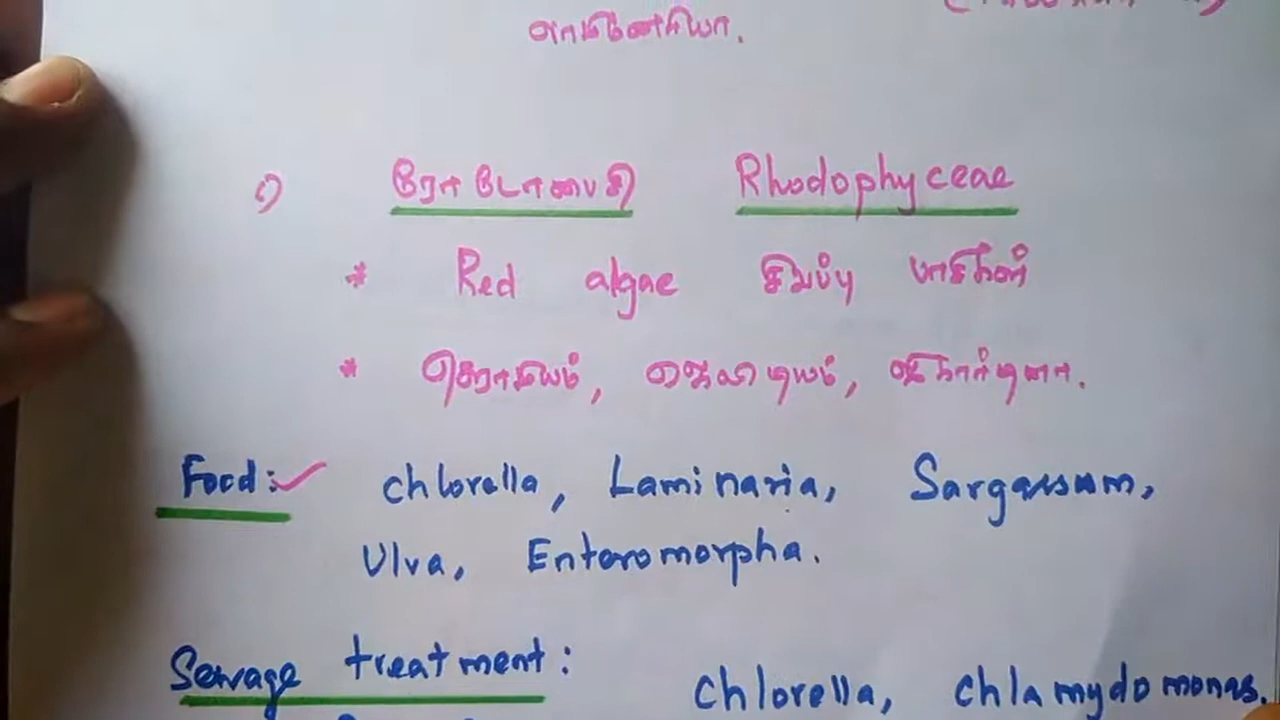 லாமினேரியா.
ரோடோபைசி Rhodophyceae
* Red algae சிவப்பு பாசிகள்
* செராமியம், ஜெலிடியம், ஜிகார்டினா.
Food: chlorella, Laminaria, Sargassum,
Ulva, Enteromorpha.
Sewage treatment: chlorella, chlamydomonas.